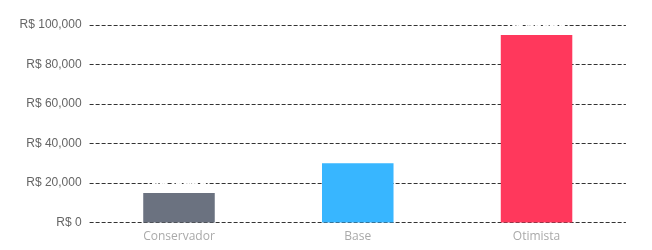 R$ 100,000
R$ 80,000
R$ 60,000
R$ 40,000
R$ 20,000
R$ 0
Conservador Base Otimista